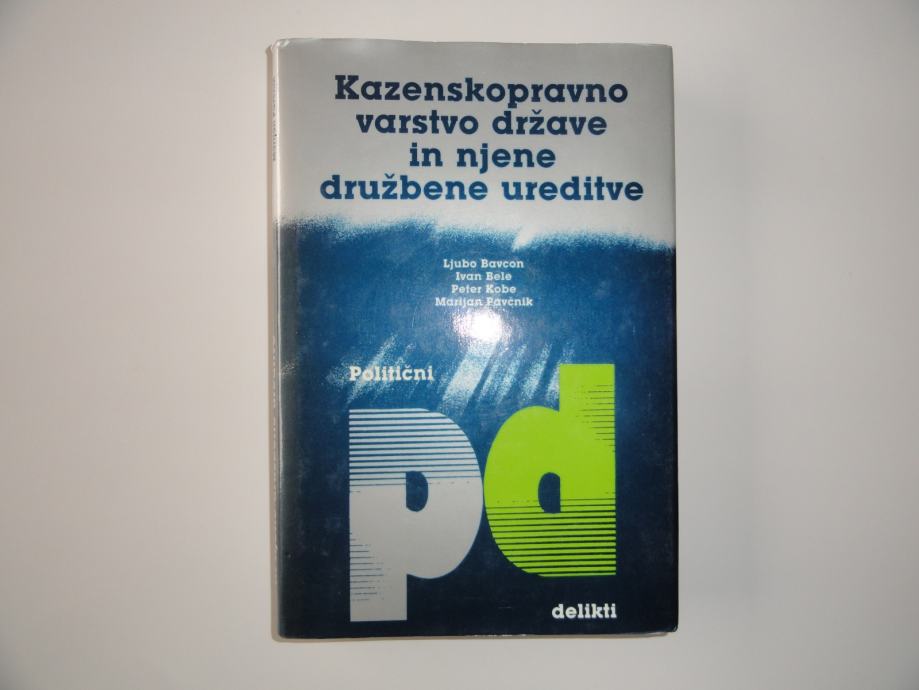 Kazenskopravno
varstvo države
in njene
družbene ureditve
Ljubo Bavcon
Ivan Bele
Peter Kobe
Marijan Pavčnik
Politični
pd
delikti